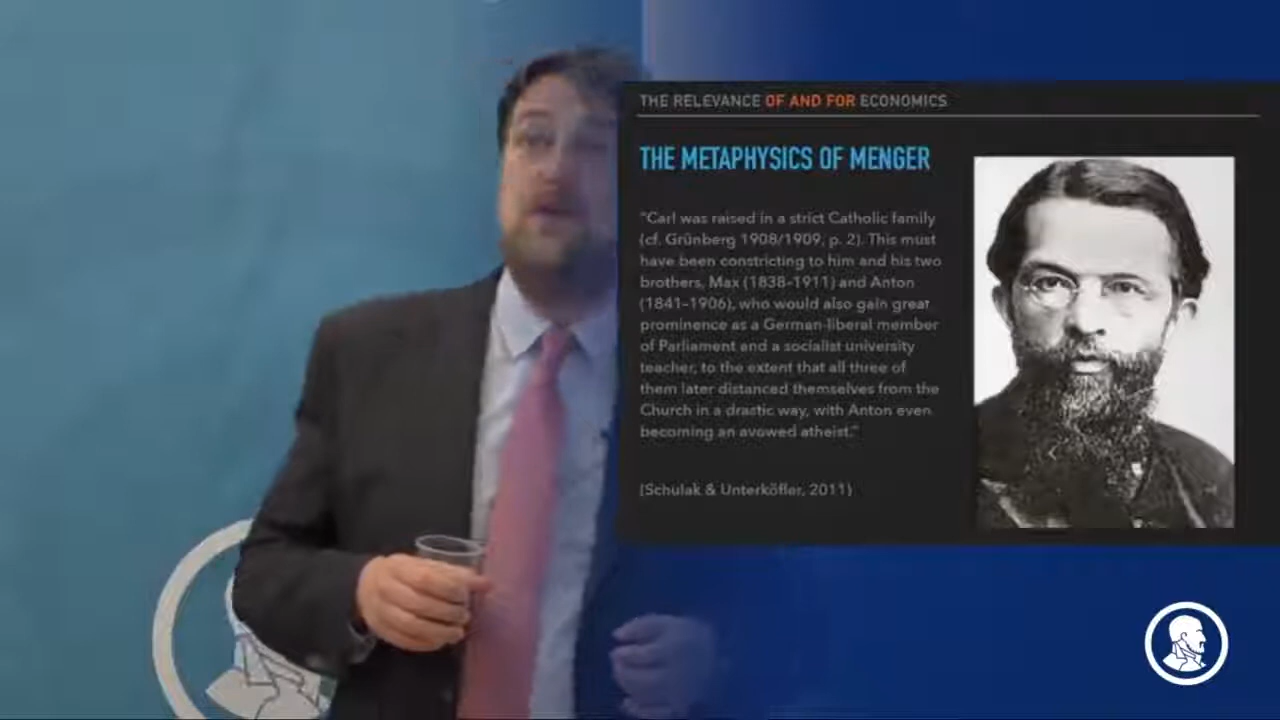 THE RELEVANCE OF AND FOR ECONOMICS
THE METAPHYSICS OF MENGER
"Carl was raised in a strict Catholic family
(cf. Grünberg 1908/1909, p. 2). This must
have been constricting to him and his two
brothers, Max (1838–1911) and Anton
(1841–1906), who would also gain great
prominence as a German-liberal member
of Parliament and a socialist university
teacher, to the extent that all three of
them later distanced themselves from the
Church in a drastic way, with Anton even
becoming an avowed atheist."
(Schulak & Unterköfler, 2011)